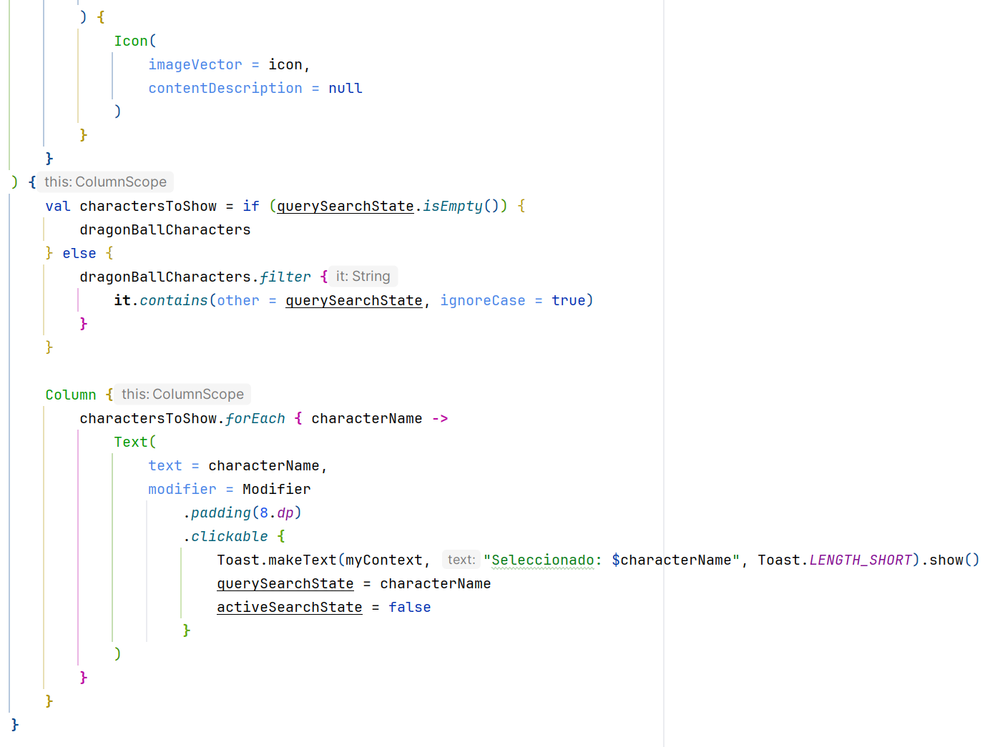 ) {
Icon(
imageVector = icon,
contentDescription = null
)
}
}
) { this: ColumnScope
val charactersToShow = if (querySearchState.isEmpty()) {
dragonBallCharacters
} else {
dragonBallCharacters.filter { it: String
it.contains(other = querySearchState, ignoreCase = true)
}
}
Column { this: ColumnScope
charactersToShow.forEach { characterName ->
Text(
text = characterName,
modifier = Modifier
.padding(8.dp)
.clickable {
Toast.makeText(myContext, text: "Seleccionado: $characterName", Toast.LENGTH_SHORT).show()
querySearchState = characterName
activeSearchState = false
}
)
}
}
}